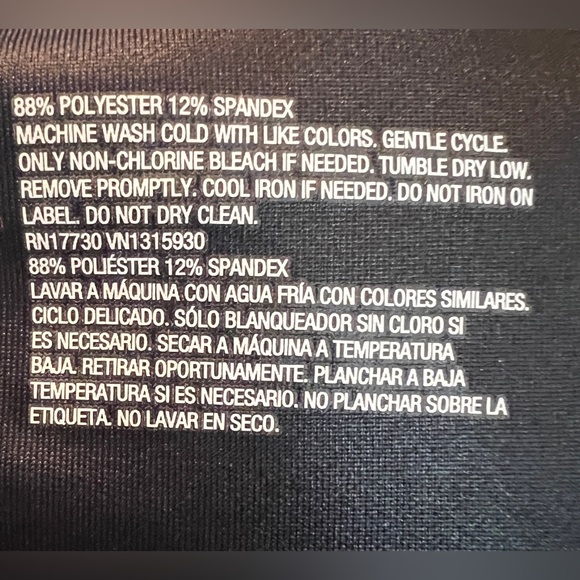 88% POLYESTER 12% SPANDEX
MACHINE WASH COLD WITH LIKE COLORS. GENTLE CYCLE.
ONLY NON-CHLORINE BLEACH IF NEEDED. TUMBLE DRY LOW.
REMOVE PROMPTLY. COOL IRON IF NEEDED. DO NOT IRON ON
LABEL. DO NOT DRY CLEAN.
RN17730 VN1315930
88% POLIÉSTER 12% SPANDEX
LAVAR A MÁQUINA CON AGUA FRÍA CON COLORES SIMILARES.
CICLO DELICADO. SÓLO BLANQUEADOR SIN CLORO SI
ES NECESARIO. SECAR A MÁQUINA A TEMPERATURA
BAJA. RETIRAR OPORTUNAMENTE. PLANCHAR A BAJA
TEMPERATURA SI ES NECESARIO. NO PLANCHAR SOBRE LA
ETIQUETA. NO LAVAR EN SECO.